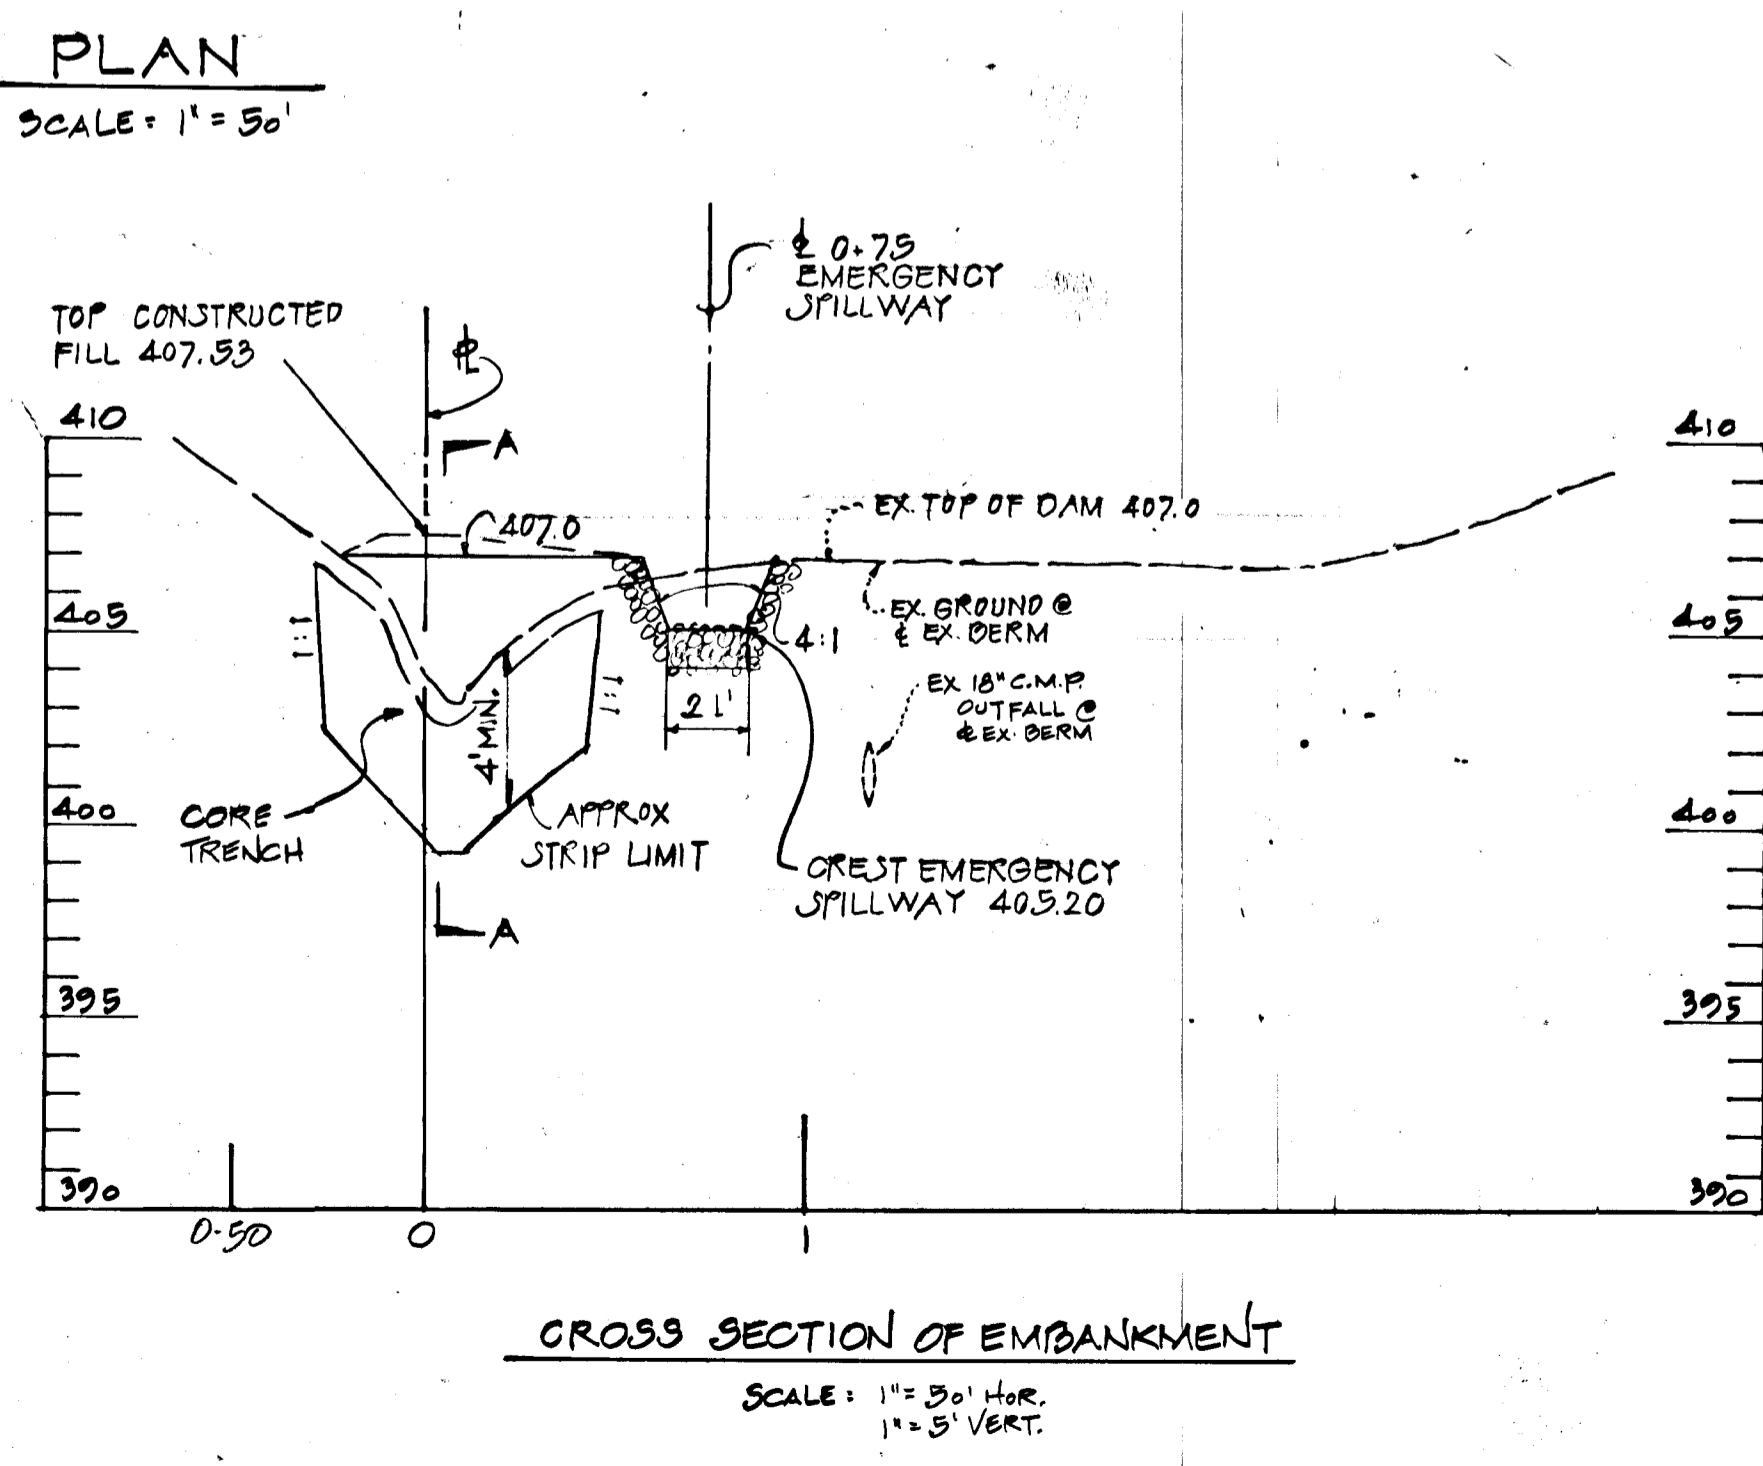 PLAN
SCALE: 1" = 50'
℄ 0+75
EMERGENCY
SPILLWAY
TOP CONSTRUCTED
FILL 407.53
℄
410
410
A
407.0
EX. TOP OF DAM 407.0
1:1
405
EX. GROUND @
℄ EX. BERM
405
4:1
1:1
21'
4' MIN.
EX 18" C.M.P.
OUTFALL @
℄ EX. BERM
400
400
CORE
TRENCH
APPROX
STRIP LIMIT
CREST EMERGENCY
SPILLWAY 405.20
A
395
395
390
390
0-50
0
1
CROSS SECTION OF EMBANKMENT
SCALE: 1" = 50' HOR.
1" = 5' VERT.